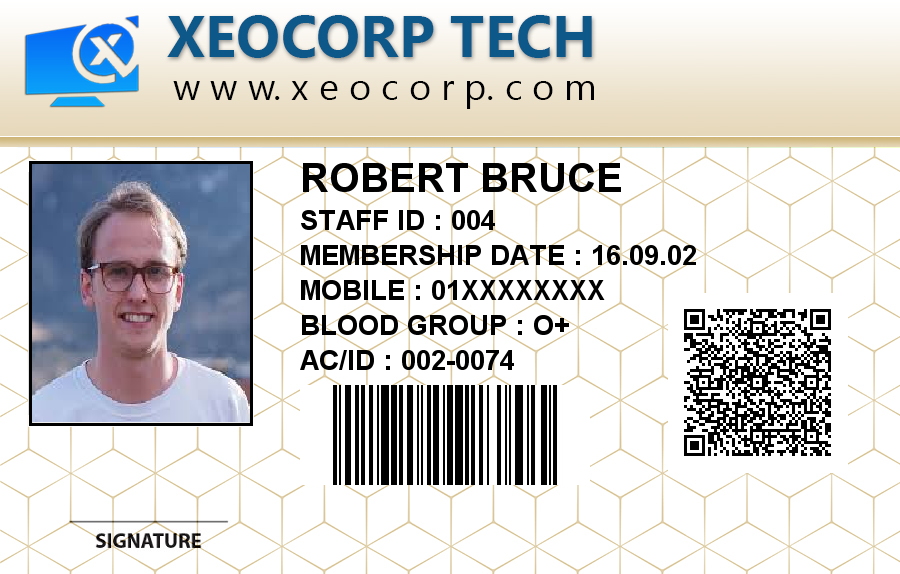 XEOCORP TECH
www.xeocorp.com
ROBERT BRUCE
STAFF ID : 004
MEMBERSHIP DATE : 16.09.02
MOBILE : 01XXXXXXXX
BLOOD GROUP : O+
AC/ID : 002-0074
SIGNATURE